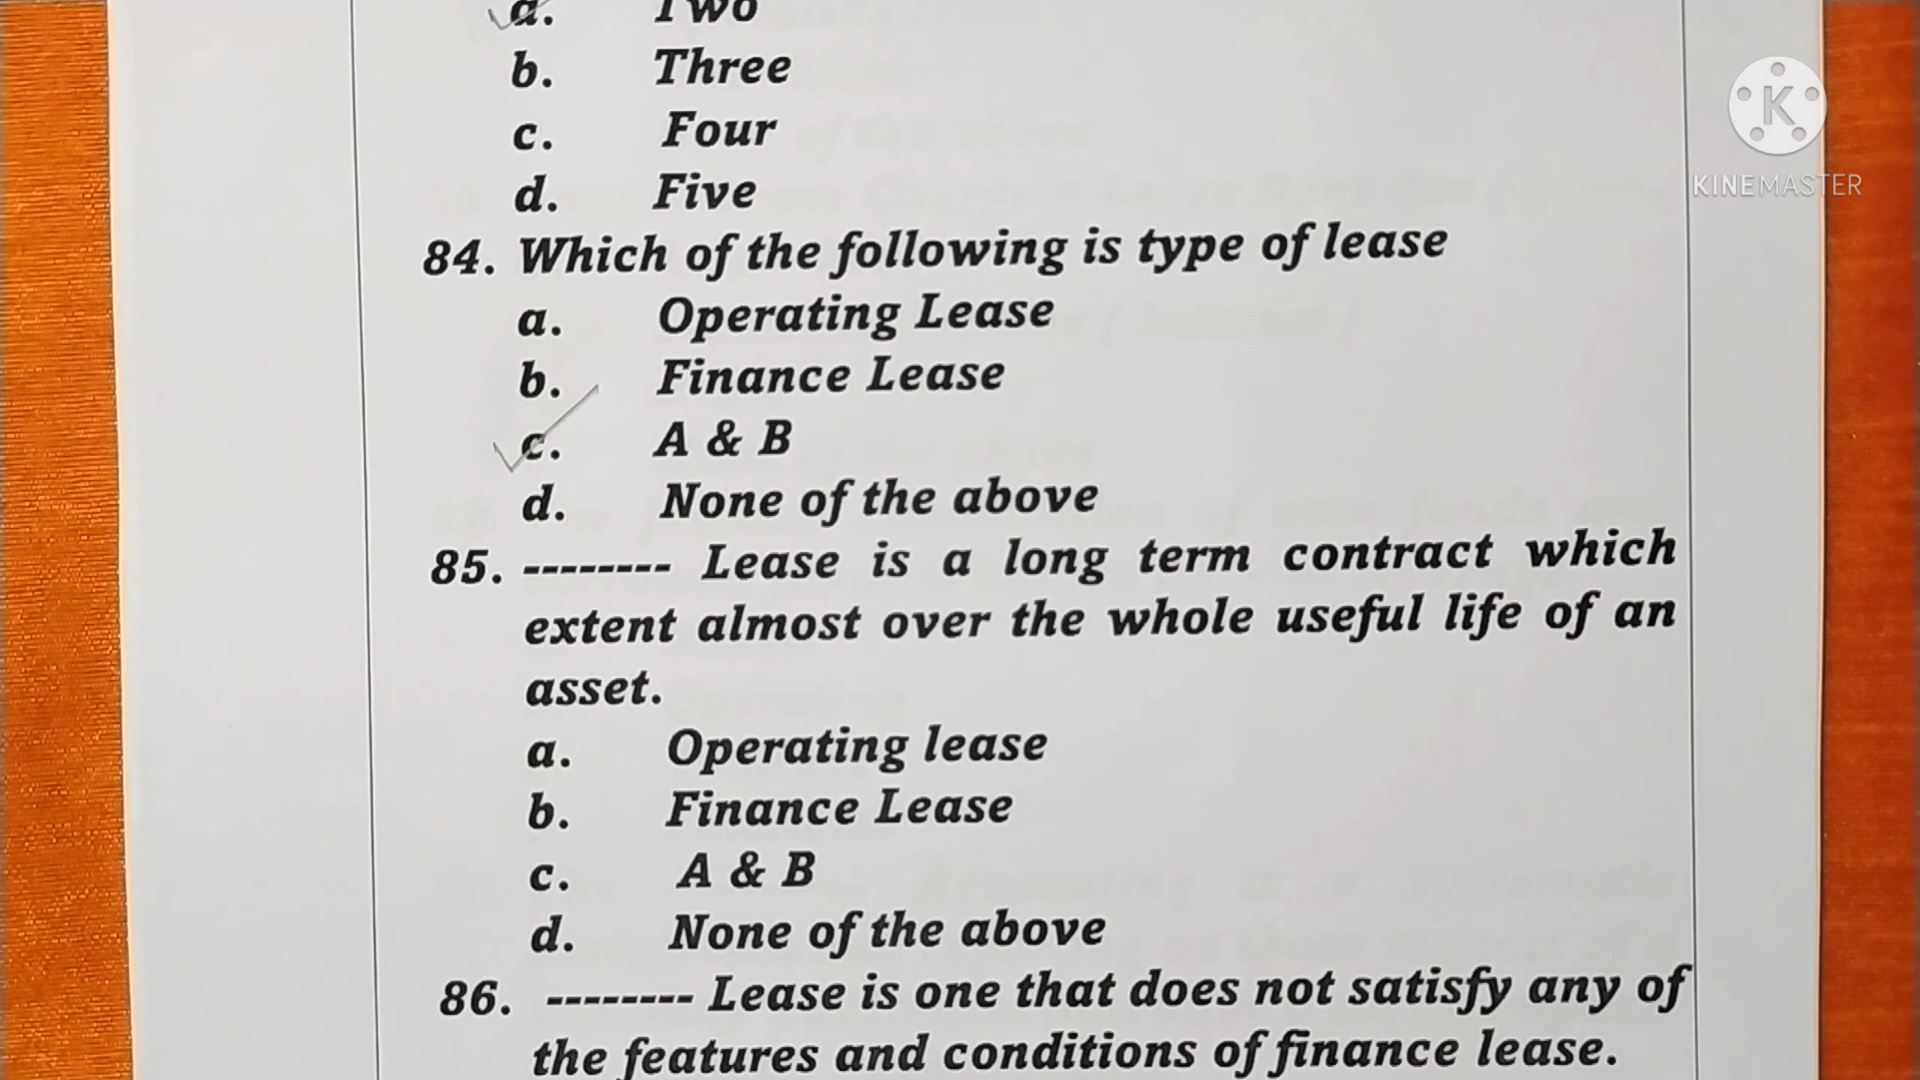 a. Two
b. Three
c. Four
d. Five
84. Which of the following is type of lease
a. Operating Lease
b. Finance Lease
c. A & B
d. None of the above
85. -------- Lease is a long term contract which
extent almost over the whole useful life of an
asset.
a. Operating lease
b. Finance Lease
c. A & B
d. None of the above
86. -------- Lease is one that does not satisfy any of
the features and conditions of finance lease.
K
KINEMASTER